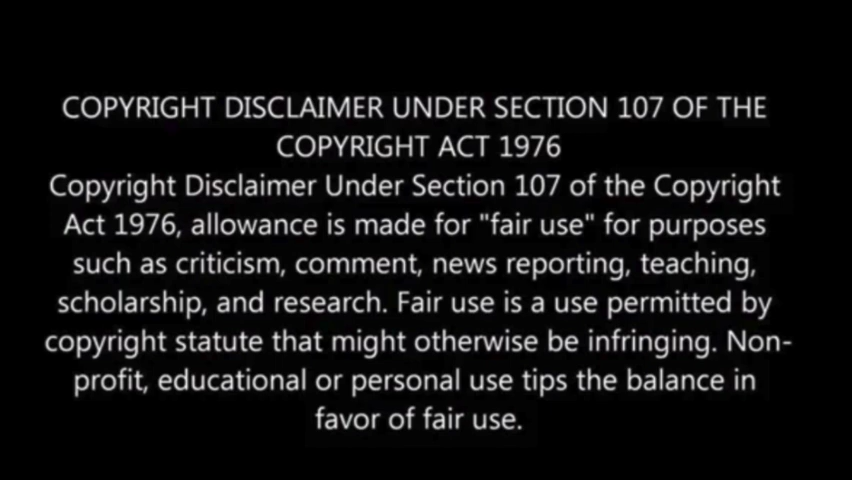 COPYRIGHT DISCLAIMER UNDER SECTION 107 OF THE
COPYRIGHT ACT 1976
Copyright Disclaimer Under Section 107 of the Copyright
Act 1976, allowance is made for "fair use" for purposes
such as criticism, comment, news reporting, teaching,
scholarship, and research. Fair use is a use permitted by
copyright statute that might otherwise be infringing. Non-
profit, educational or personal use tips the balance in
favor of fair use.